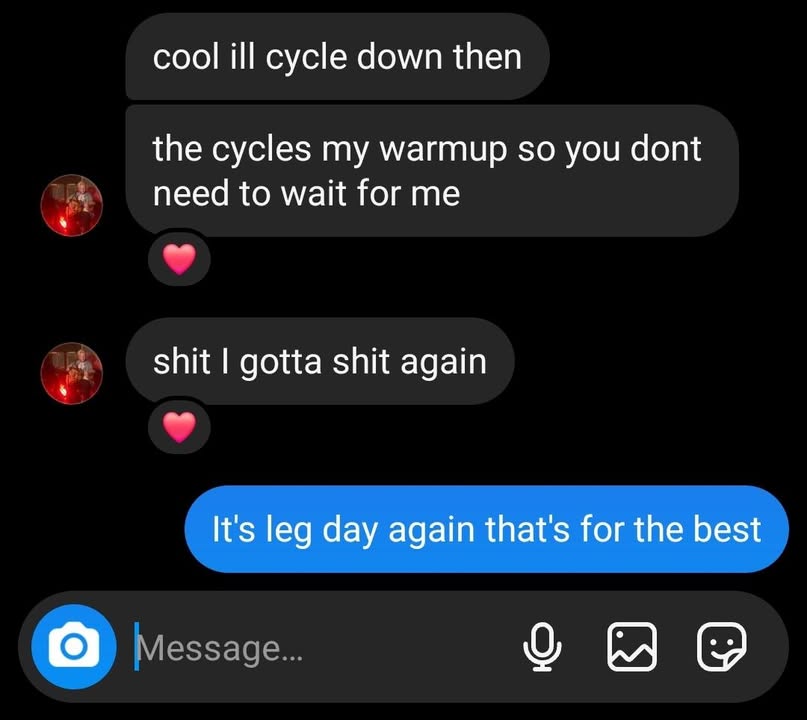 cool ill cycle down then
the cycles my warmup so you dont
need to wait for me
shit I gotta shit again
It's leg day again that's for the best
Message...